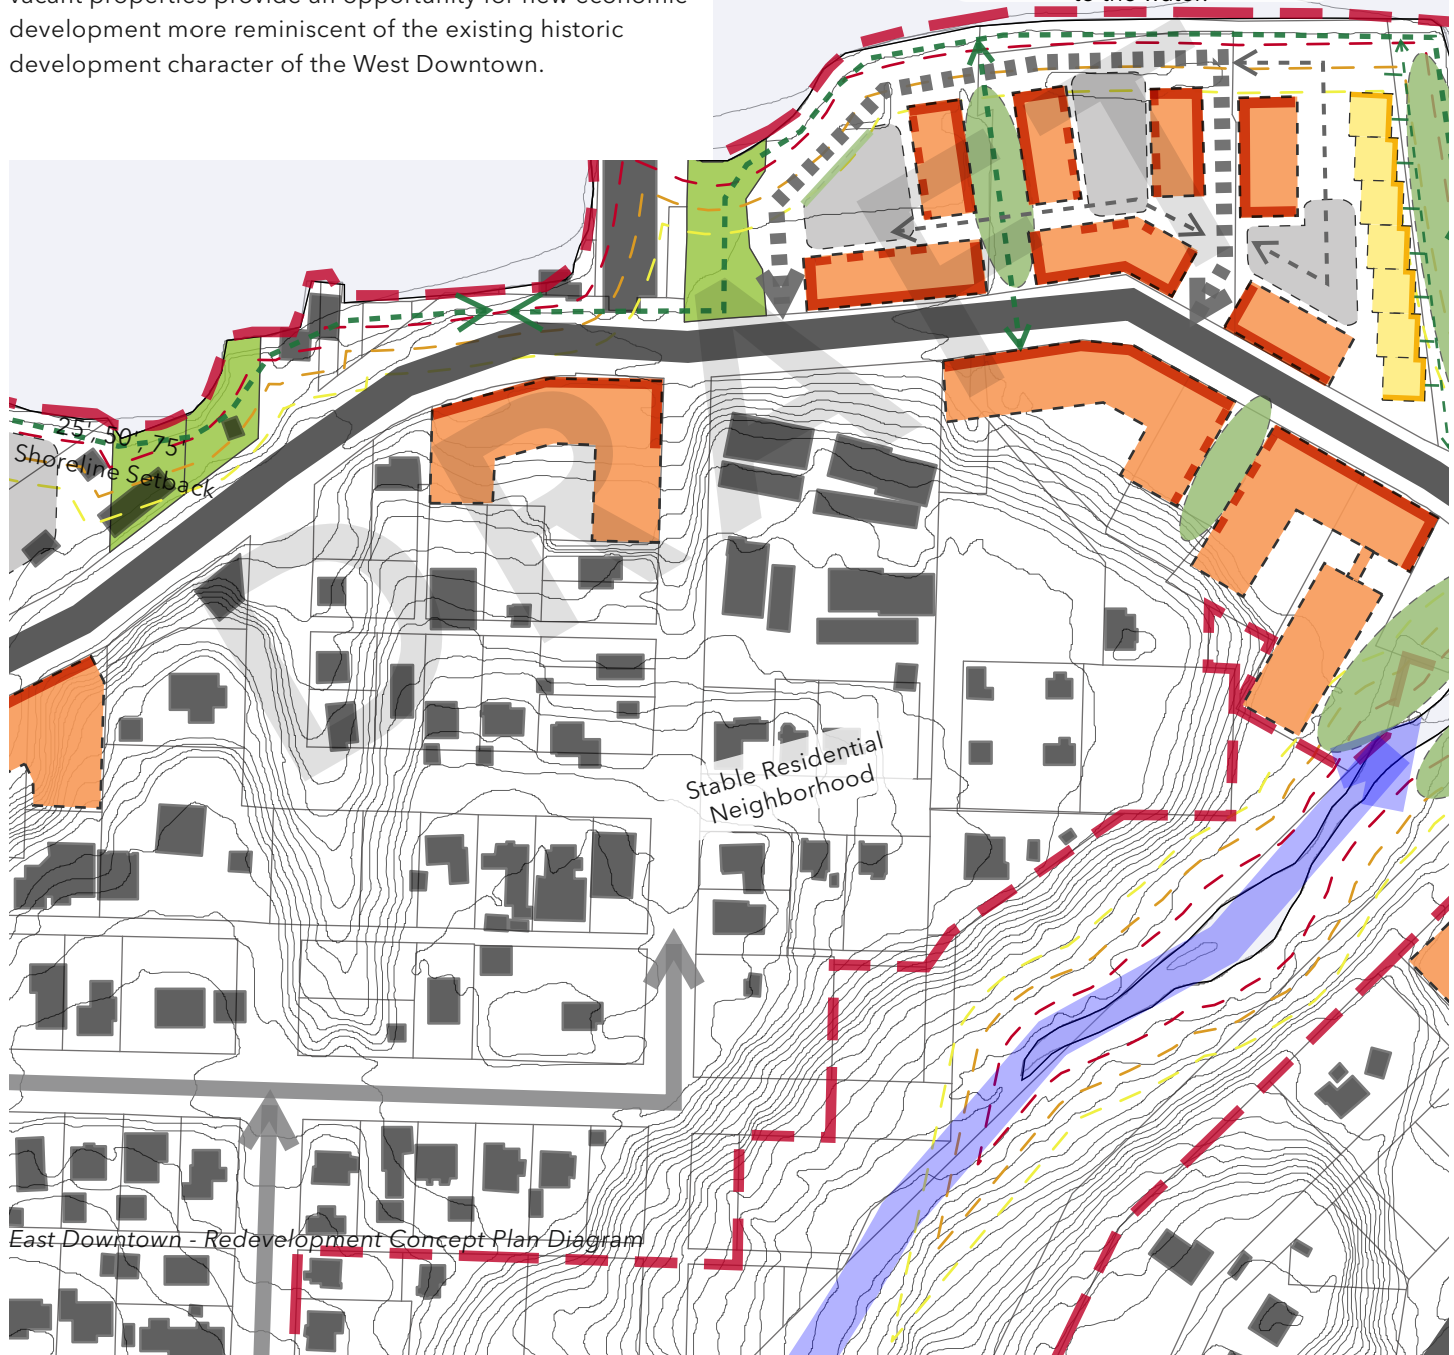 development more reminiscent of the existing historic
development character of the West Downtown.
25', 50', 75'
Shoreline Setback
DRAFT
Stable Residential
Neighborhood
East Downtown - Redevelopment Concept Plan Diagram